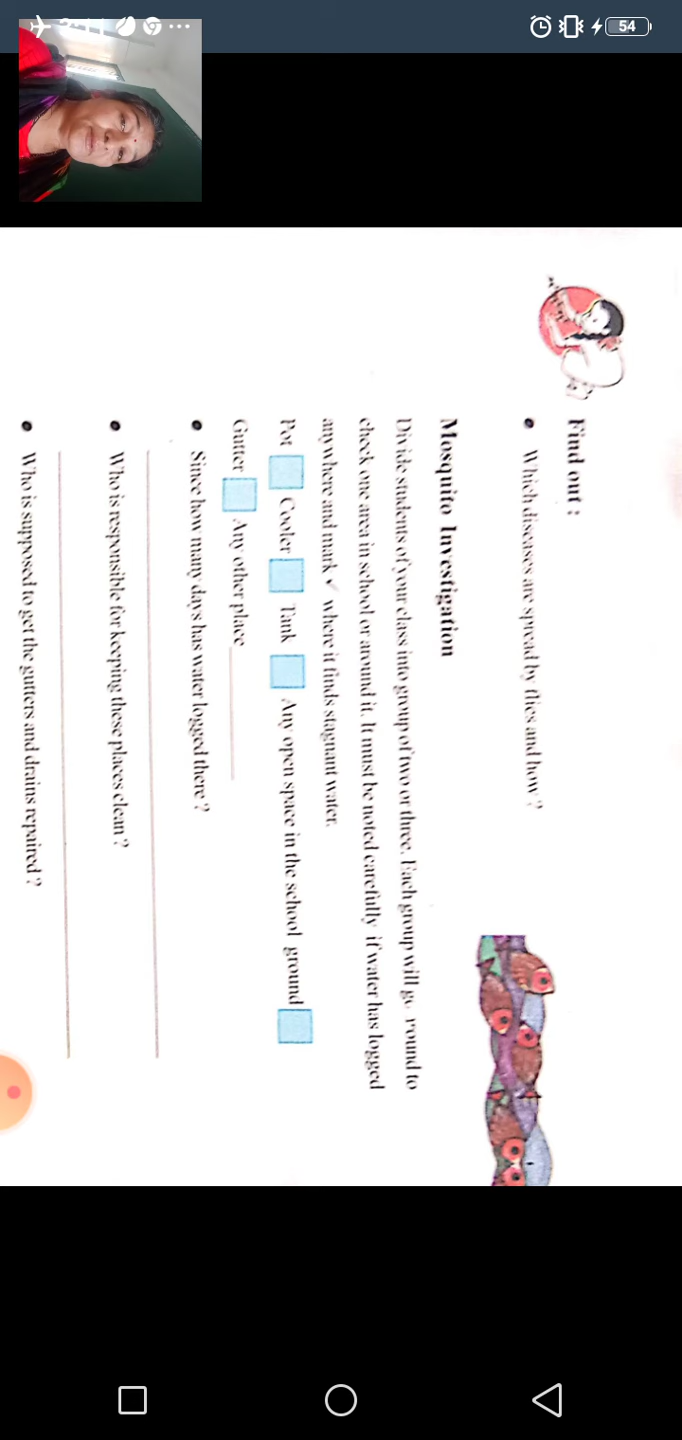 54
Find out :
• Which diseases are spread by flies and how ?
Mosquito Investigation
Divide students of your class into group of two or three. Each group will go round to
check one area in school or around it. It must be noted carefully if water has logged
anywhere and mark ✓ where it finds stagnant water.
Pot Cooler Tank Any open space in the school ground
Gutter Any other place
• Since how many days has water logged there ?
• Who is responsible for keeping these places clean ?
• Who is supposed to get the gutters and drains repaired ?